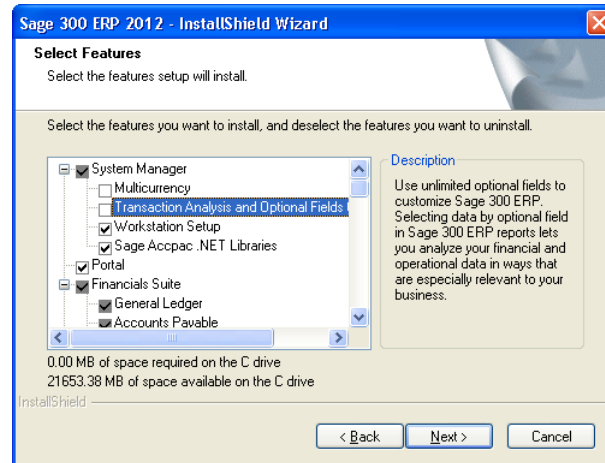 Sage 300 ERP 2012 - InstallShield Wizard
Select Features
Select the features setup will install.
Select the features you want to install, and deselect the features you want to uninstall.
System Manager
Multicurrency
Transaction Analysis and Optional Fields
Workstation Setup
Sage Accpac .NET Libraries
Portal
Financials Suite
General Ledger
Accounts Payable
Description
Use unlimited optional fields to
customize Sage 300 ERP.
Selecting data by optional field
in Sage 300 ERP reports lets
you analyze your financial and
operational data in ways that
are especially relevant to your
business.
0.00 MB of space required on the C drive
21653.38 MB of space available on the C drive
InstallShield
< Back
Next >
Cancel